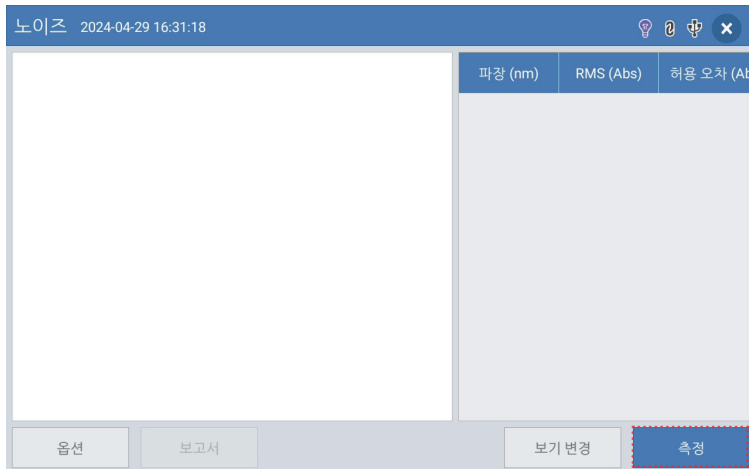 노이즈 2024-04-29 16:31:18
파장 (nm) RMS (Abs) 허용 오차 (Ab
옵션 보고서 보기 변경 측정